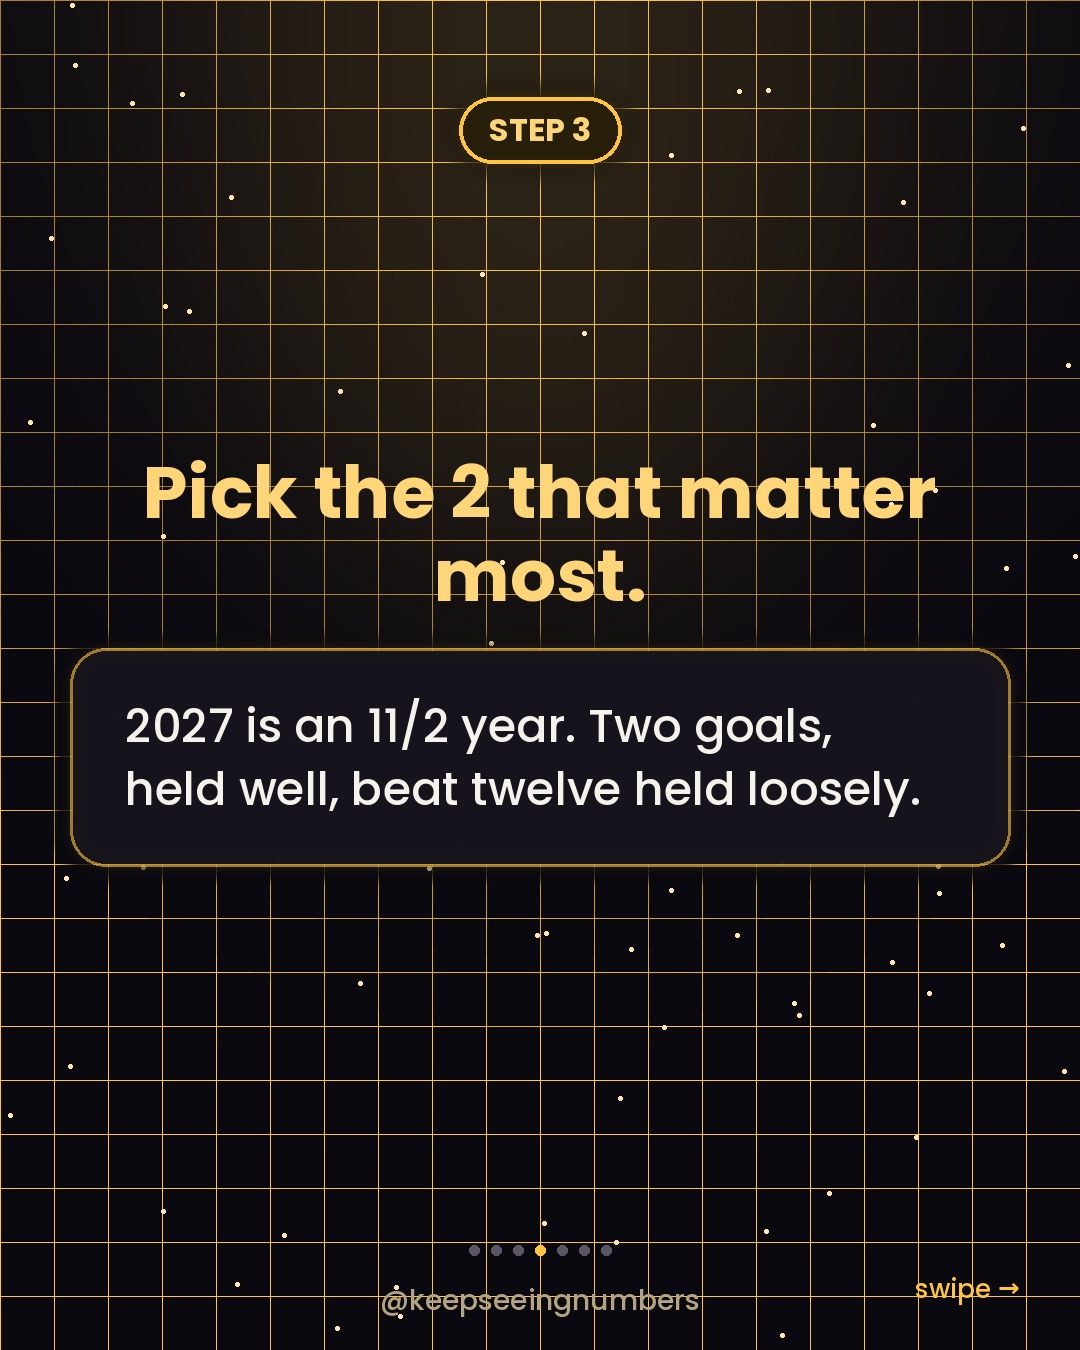 STEP 3
Pick the 2 that matter
most.
2027 is an 11/2 year. Two goals,
held well, beat twelve held loosely.
swipe →
@keepseeingnumbers